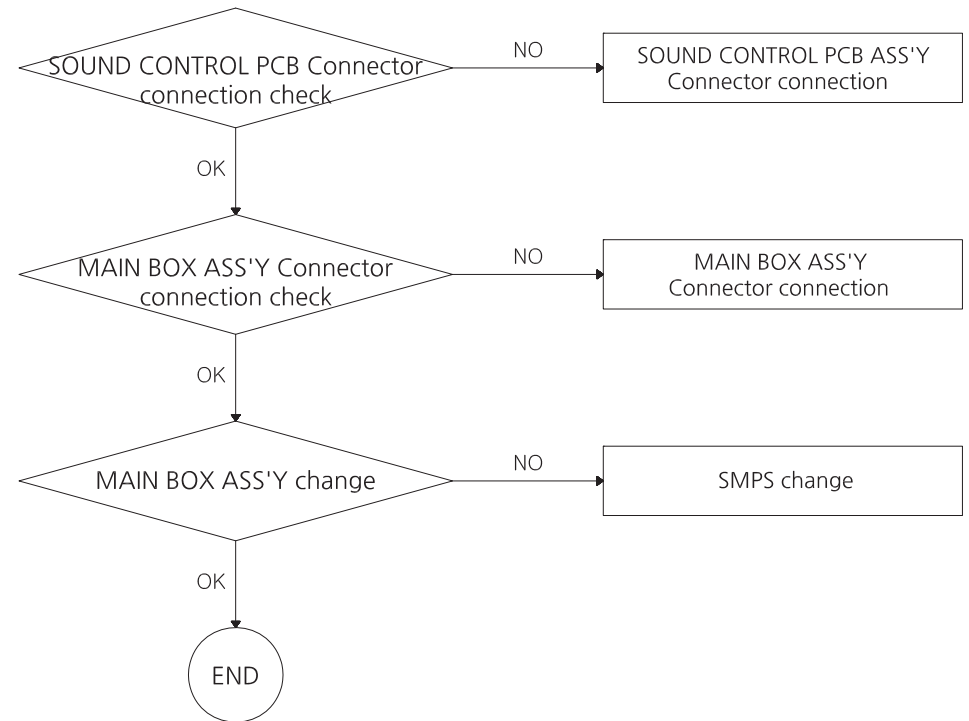 SOUND CONTROL PCB Connector
connection check
NO
SOUND CONTROL PCB ASS'Y
Connector connection
OK
MAIN BOX ASS'Y Connector
connection check
NO
MAIN BOX ASS'Y
Connector connection
OK
MAIN BOX ASS'Y change
NO
SMPS change
OK
END